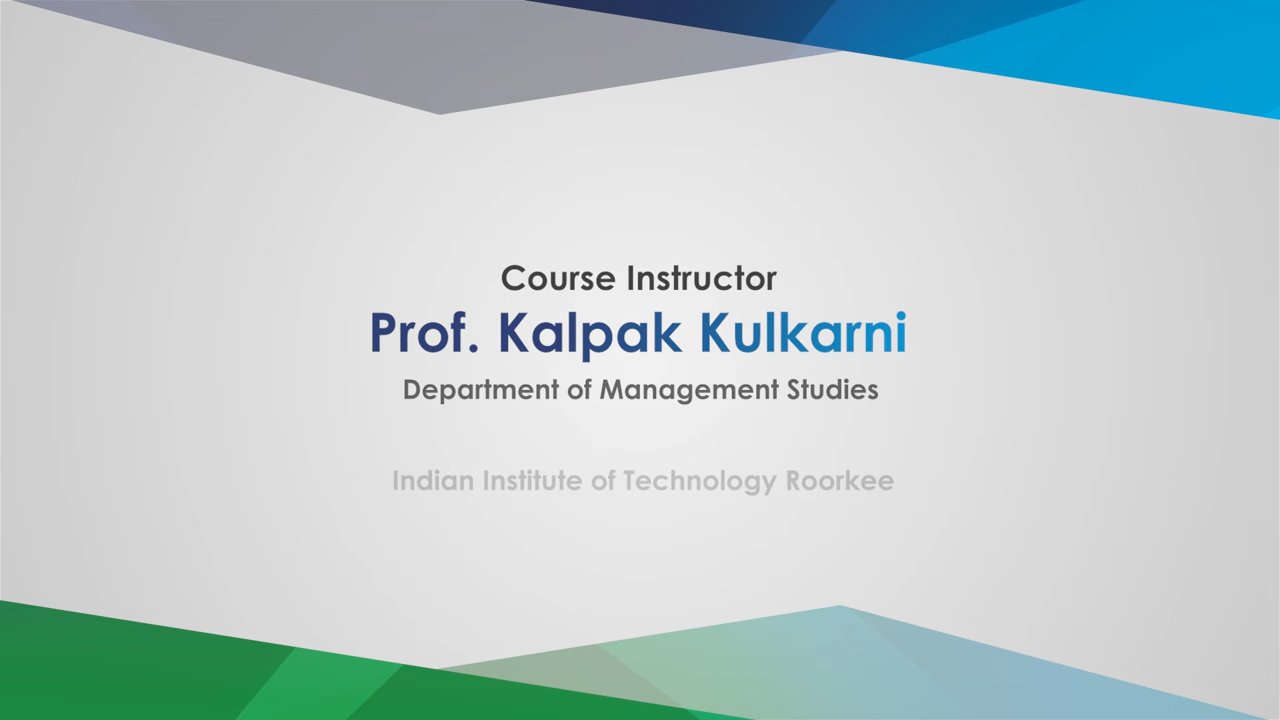 Course Instructor
Prof. Kalpak Kulkarni
Department of Management Studies
Indian Institute of Technology Roorkee